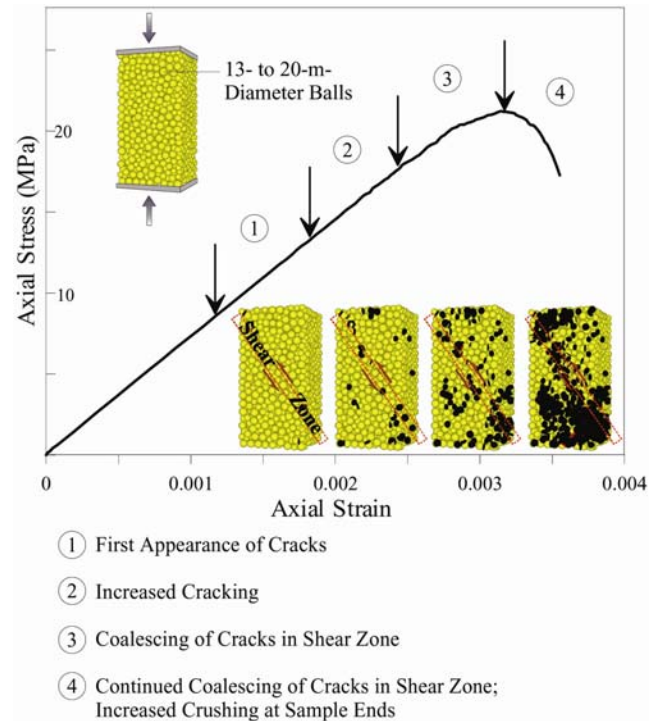 13- to 20-m-
Diameter Balls
Axial Stress (MPa)
20
10
1
2
3
4
Shear Zone
0
0.001
0.002
0.003
0.004
Axial Strain
1 First Appearance of Cracks
2 Increased Cracking
3 Coalescing of Cracks in Shear Zone
4 Continued Coalescing of Cracks in Shear Zone;
Increased Crushing at Sample Ends